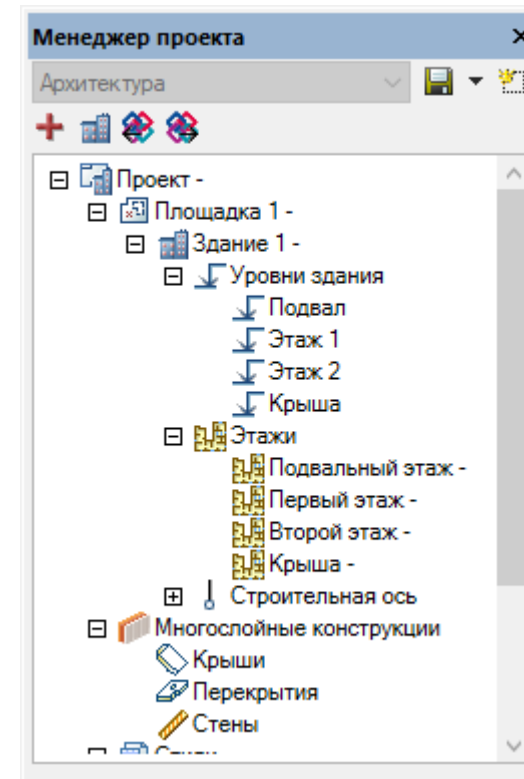 Менеджер проекта
Архитектура
Проект -
Площадка 1 -
Здание 1 -
Уровни здания
Подвал
Этаж 1
Этаж 2
Крыша
Этажи
Подвальный этаж -
Первый этаж -
Второй этаж -
Крыша -
Строительная ось
Многослойные конструкции
Крыши
Перекрытия
Стены